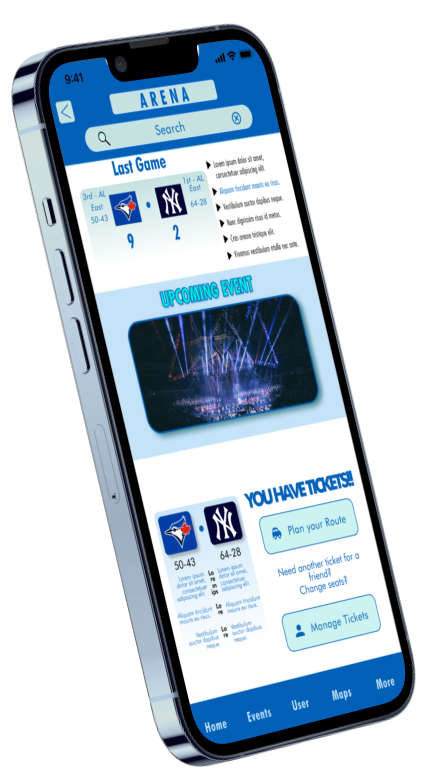 9:41
ARENA
Search
Last Game
3rd - AL
East
50-43
1st - AL
East
64-28
9
2
Lorem ipsum dolor sit amet,
consectetuer adipiscing elit.
Aliquam tincidunt mauris eu risus.
Vestibulum auctor dapibus neque.
Nunc dignissim risus id metus.
Cras ornare tristique elit.
Vivamus vestibulum ntulla nec ante.
UPCOMING EVENT
YOU HAVE TICKETS!!
50-43
64-28
Lorem ipsum
dolor sit amet,
consectetuer
adipiscing elit.
Aliquam tincidunt
mauris eu risus.
Vestibulum
auctor dapibus
neque.
Lo
re
m
ips
Lo
re
Lo
re
Lorem ipsum
dolor sit amet,
consectetuer
adipiscing elit.
Aliquam tincidunt
mauris eu risus.
Vestibulum
auctor dapibus
neque.
Plan your Route
Need another ticket for a
friend?
Change seats?
Manage Tickets
Home
Events
User
Maps
More